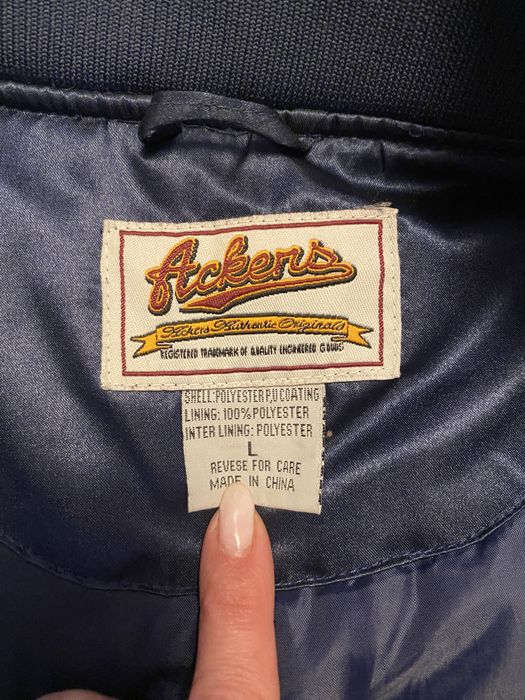 Ackers
Ackers Authentic Originals
REGISTERED TRADEMARK OF QUALITY ENGINEERED GOODS
SHELL:POLYESTER P,U COATING
LINING: 100% POLYESTER
INTER LINING: POLYESTER
L
REVESE FOR CARE
MADE IN CHINA